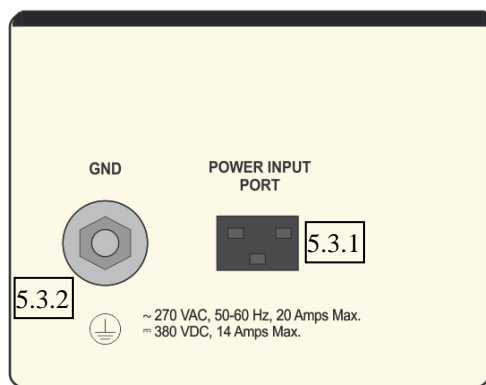 GND
POWER INPUT
PORT
5.3.1
5.3.2
~ 270 VAC, 50-60 Hz, 20 Amps Max.
⎓ 380 VDC, 14 Amps Max.